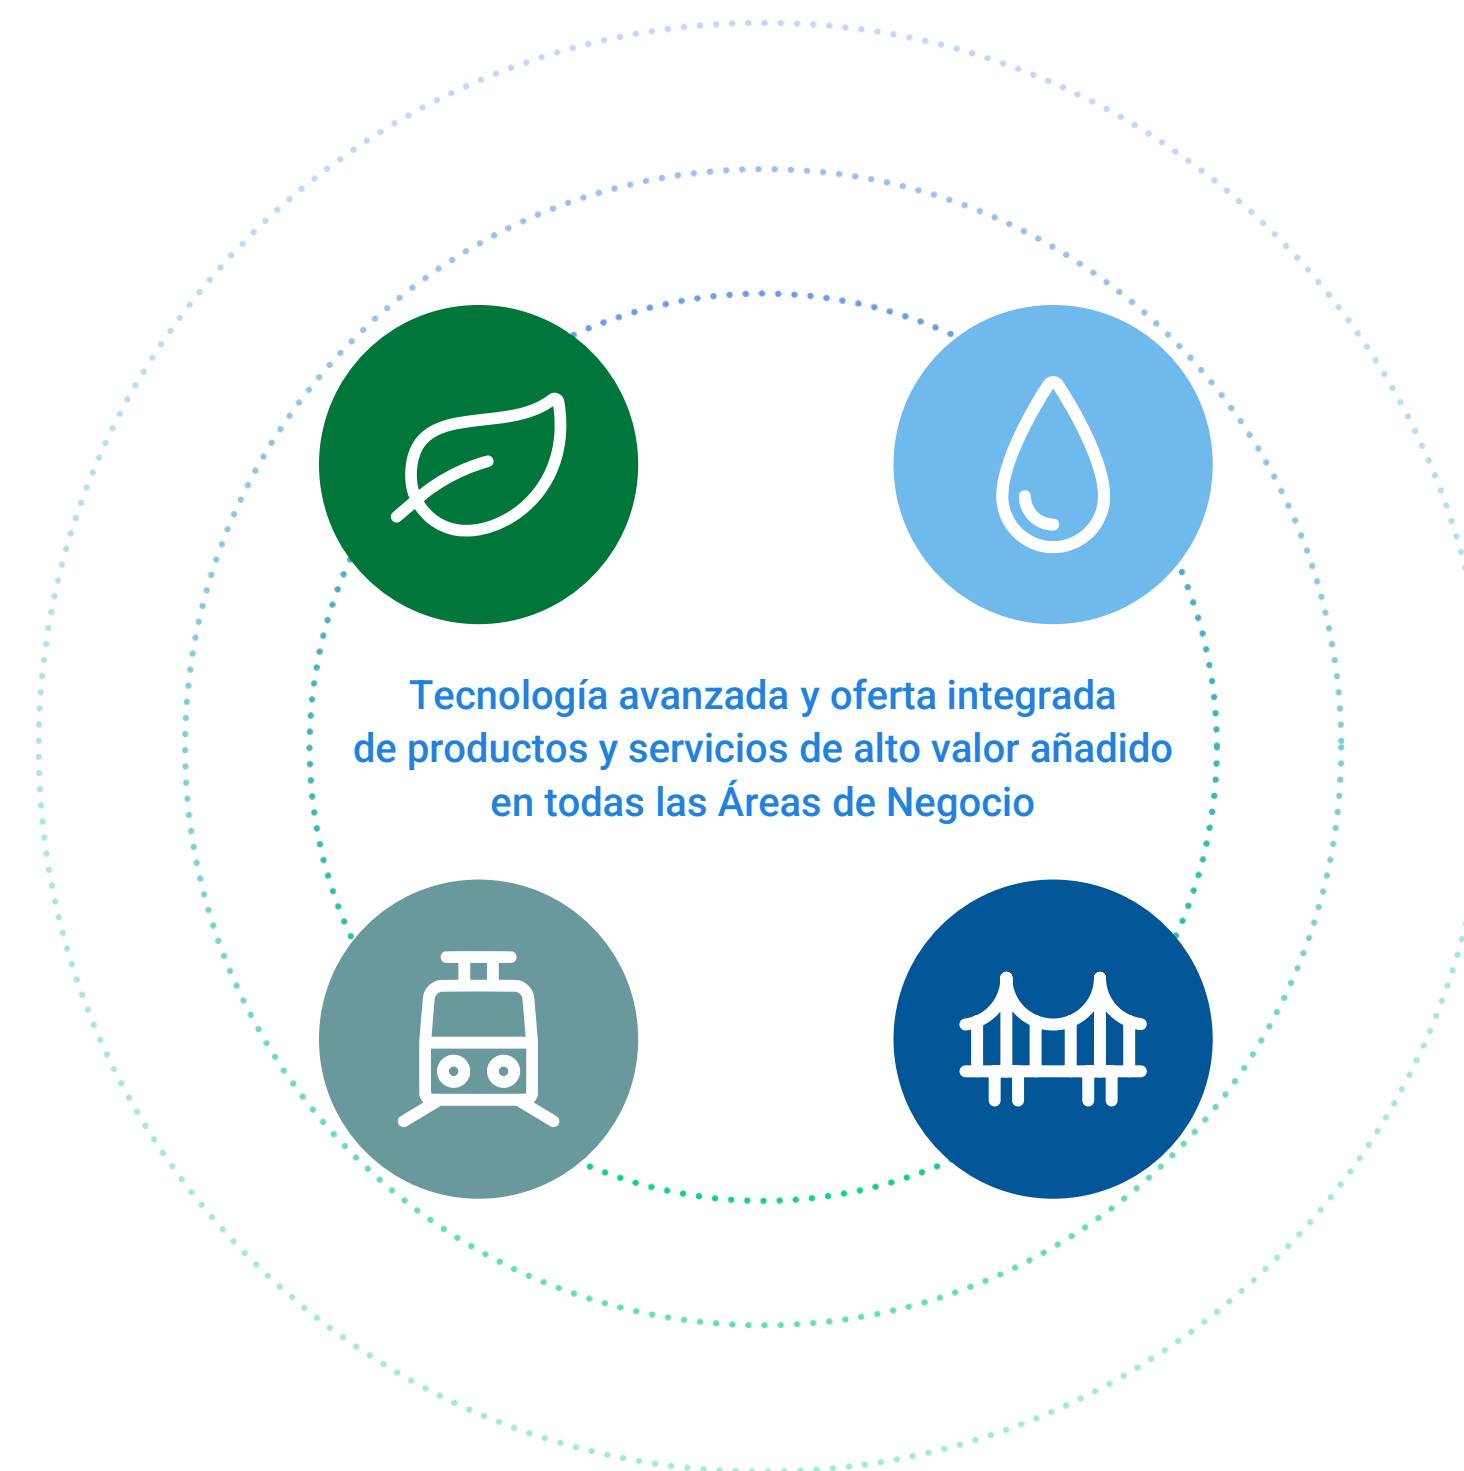 Tecnología avanzada y oferta integrada
de productos y servicios de alto valor añadido
en todas las Áreas de Negocio